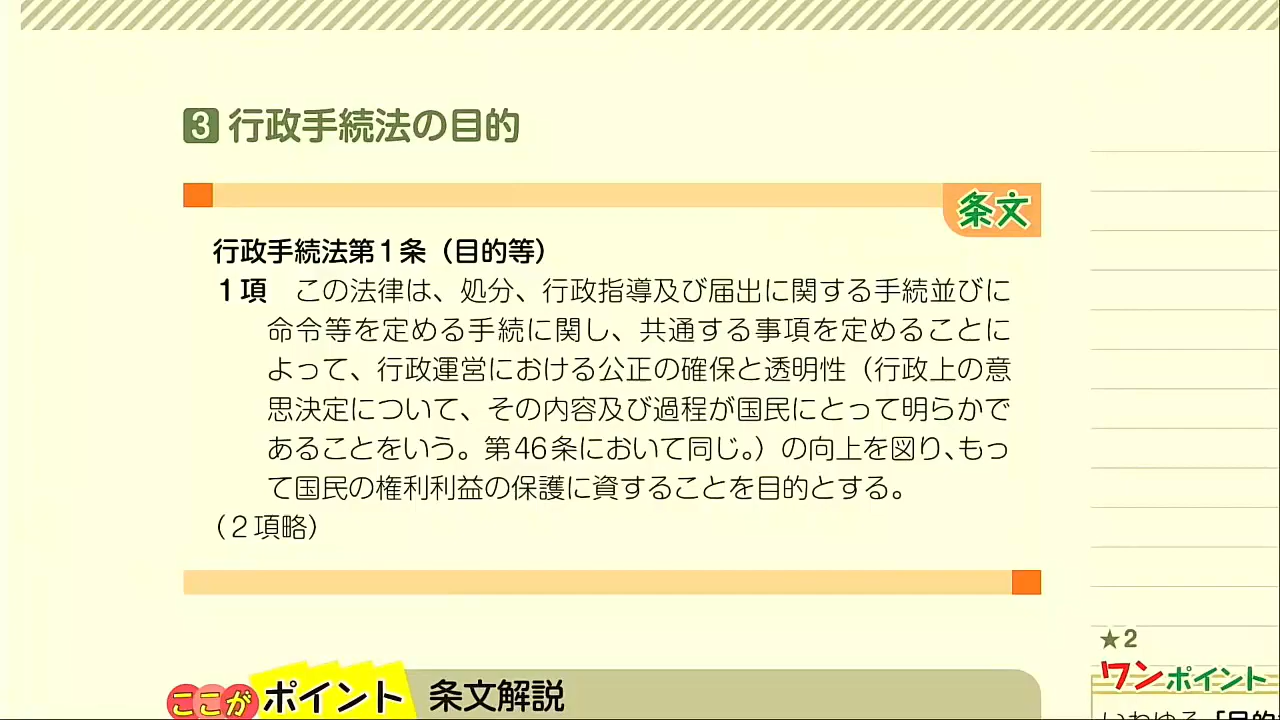 3 行政手続法の目的
条文
行政手続法第1条（目的等）
1項　この法律は、処分、行政指導及び届出に関する手続並びに
命令等を定める手続に関し、共通する事項を定めることに
よって、行政運営における公正の確保と透明性（行政上の意
思決定について、その内容及び過程が国民にとって明らかで
あることをいう。第46条において同じ。）の向上を図り、もっ
て国民の権利利益の保護に資することを目的とする。
（2項略）
ここがポイント 条文解説
★2
ワンポイント
いわゆる「目的